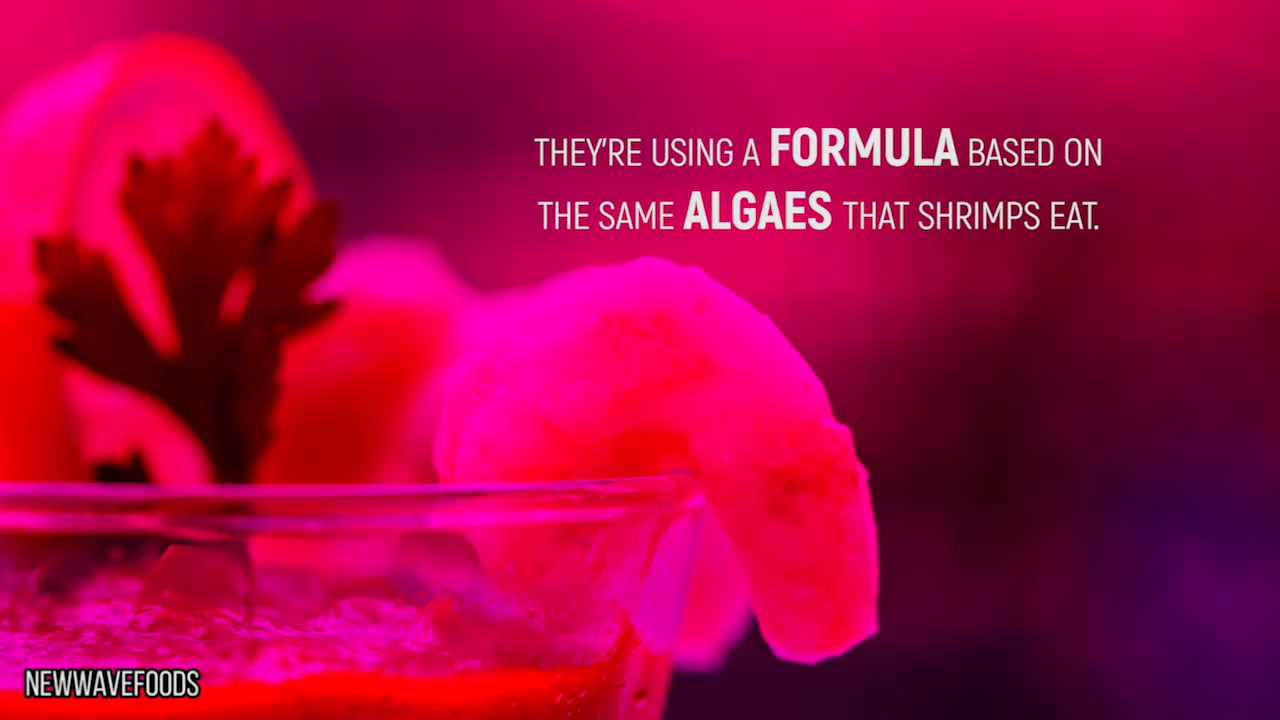 THEY'RE USING A FORMULA BASED ON
THE SAME ALGAES THAT SHRIMPS EAT.
NEWWAVEFOODS